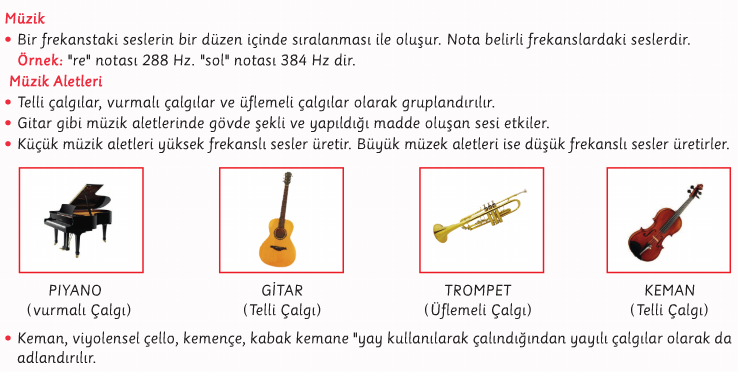 Müzik
• Bir frekanstaki seslerin bir düzen içinde sıralanması ile oluşur. Nota belirli frekanslardaki seslerdir.
Örnek: "re" notası 288 Hz. "sol" notası 384 Hz dir.
Müzik Aletleri
• Telli çalgılar, vurmalı çalgılar ve üflemeli çalgılar olarak gruplandırılır.
• Gitar gibi müzik aletlerinde gövde şekli ve yapıldığı madde oluşan sesi etkiler.
• Küçük müzik aletleri yüksek frekanslı sesler üretir. Büyük müzek aletleri ise düşük frekanslı sesler üretirler.
PIYANO GİTAR TROMPET KEMAN
(vurmalı Çalgı) (Telli Çalgı) (Üflemeli Çalgı) (Telli Çalgı)
• Keman, viyolensel çello, kemençe, kabak kemane "yay kullanılarak çalındığından yayılı çalgılar olarak da
adlandırılır.